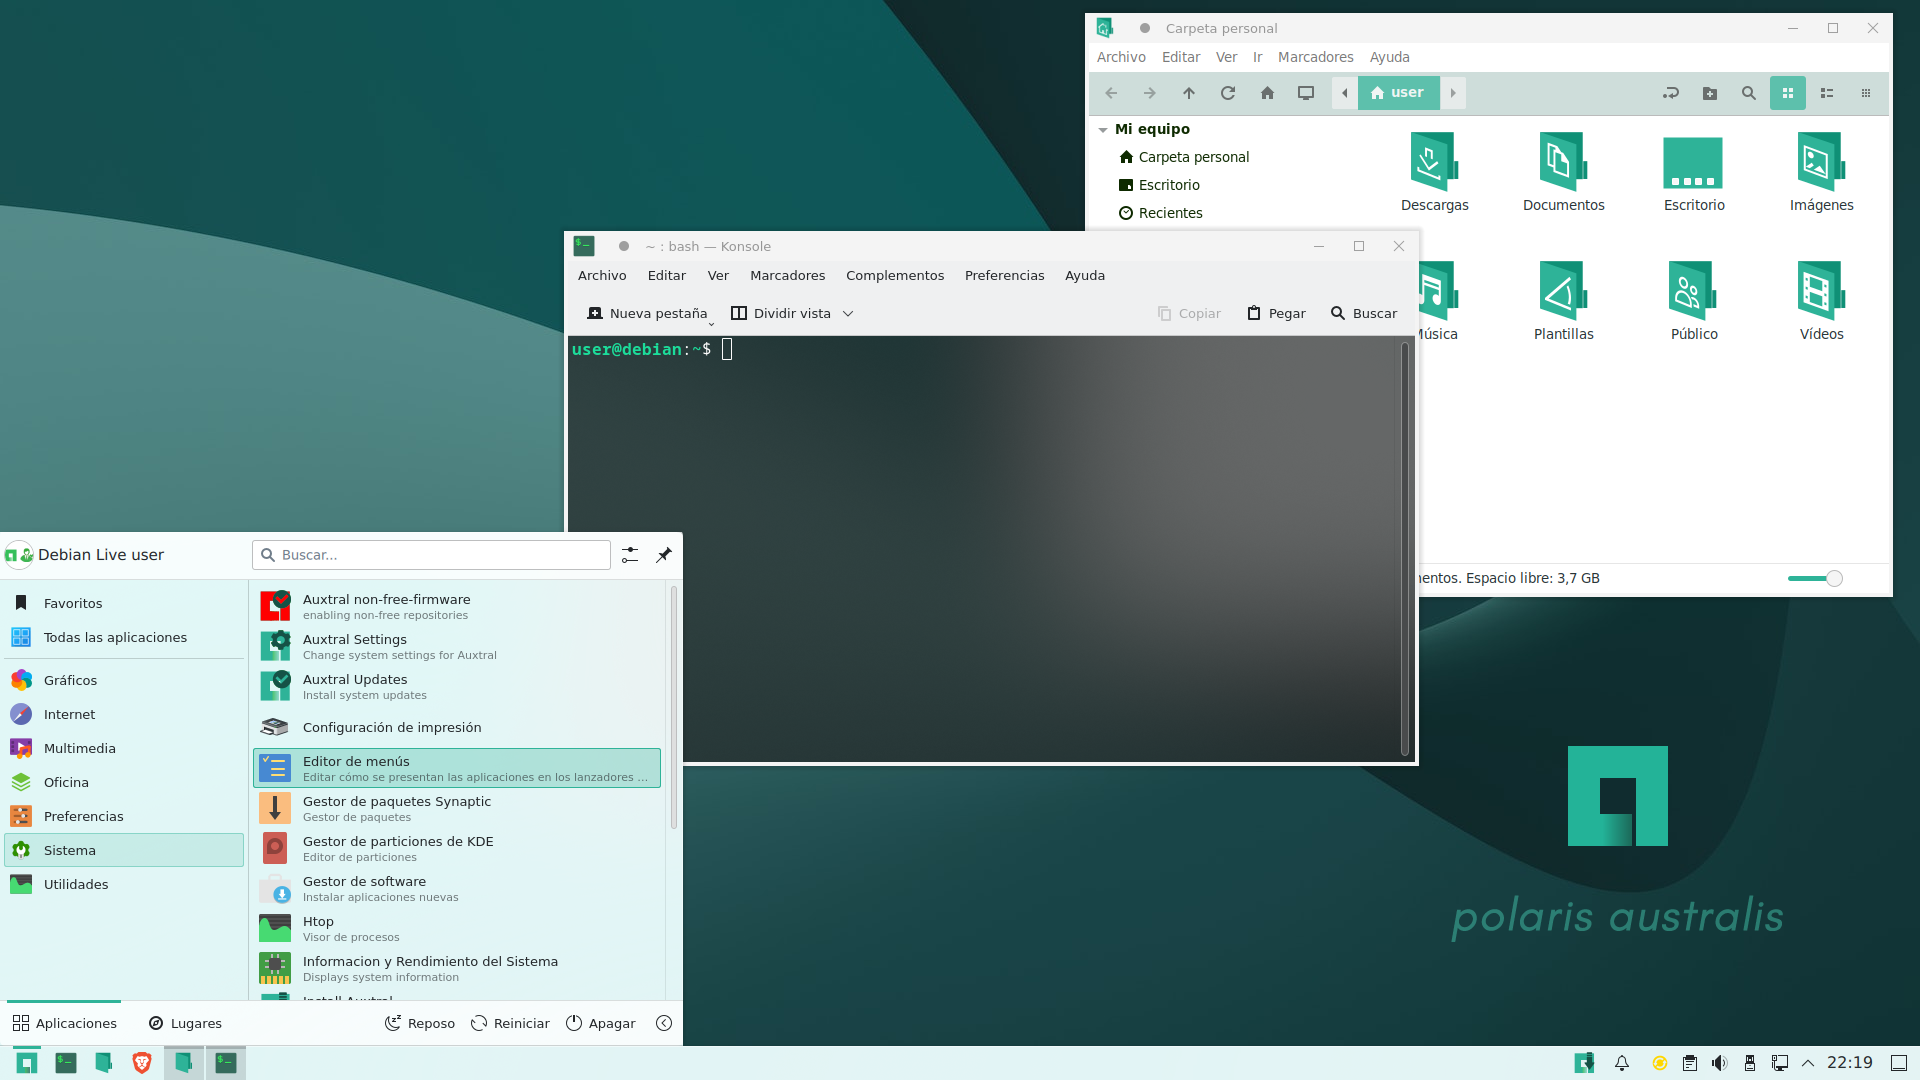 Carpeta personal
Archivo Editar Ver Ir Marcadores Ayuda
user
Mi equipo
Carpeta personal
Escritorio
Recientes
Descargas Documentos Escritorio Imágenes
Plantillas Público Vídeos
Espacio libre: 3,7 GB
~ : bash — Konsole
Archivo Editar Ver Marcadores Complementos Preferencias Ayuda
Nueva pestaña Dividir vista Copiar Pegar Buscar
user@debian:~$
Debian Live user
Buscar...
Favoritos
Todas las aplicaciones
Gráficos
Internet
Multimedia
Oficina
Preferencias
Sistema
Utilidades
Auxtral non-free-firmware
enabling non-free repositories
Auxtral Settings
Change system settings for Auxtral
Auxtral Updates
Install system updates
Configuración de impresión
Editor de menús
Editar cómo se presentan las aplicaciones en los lanzadores ...
Gestor de paquetes Synaptic
Gestor de paquetes
Gestor de particiones de KDE
Editor de particiones
Gestor de software
Instalar aplicaciones nuevas
Htop
Visor de procesos
Informacion y Rendimiento del Sistema
Displays system information
Aplicaciones Lugares Reposo Reiniciar Apagar
polaris australis
22:19